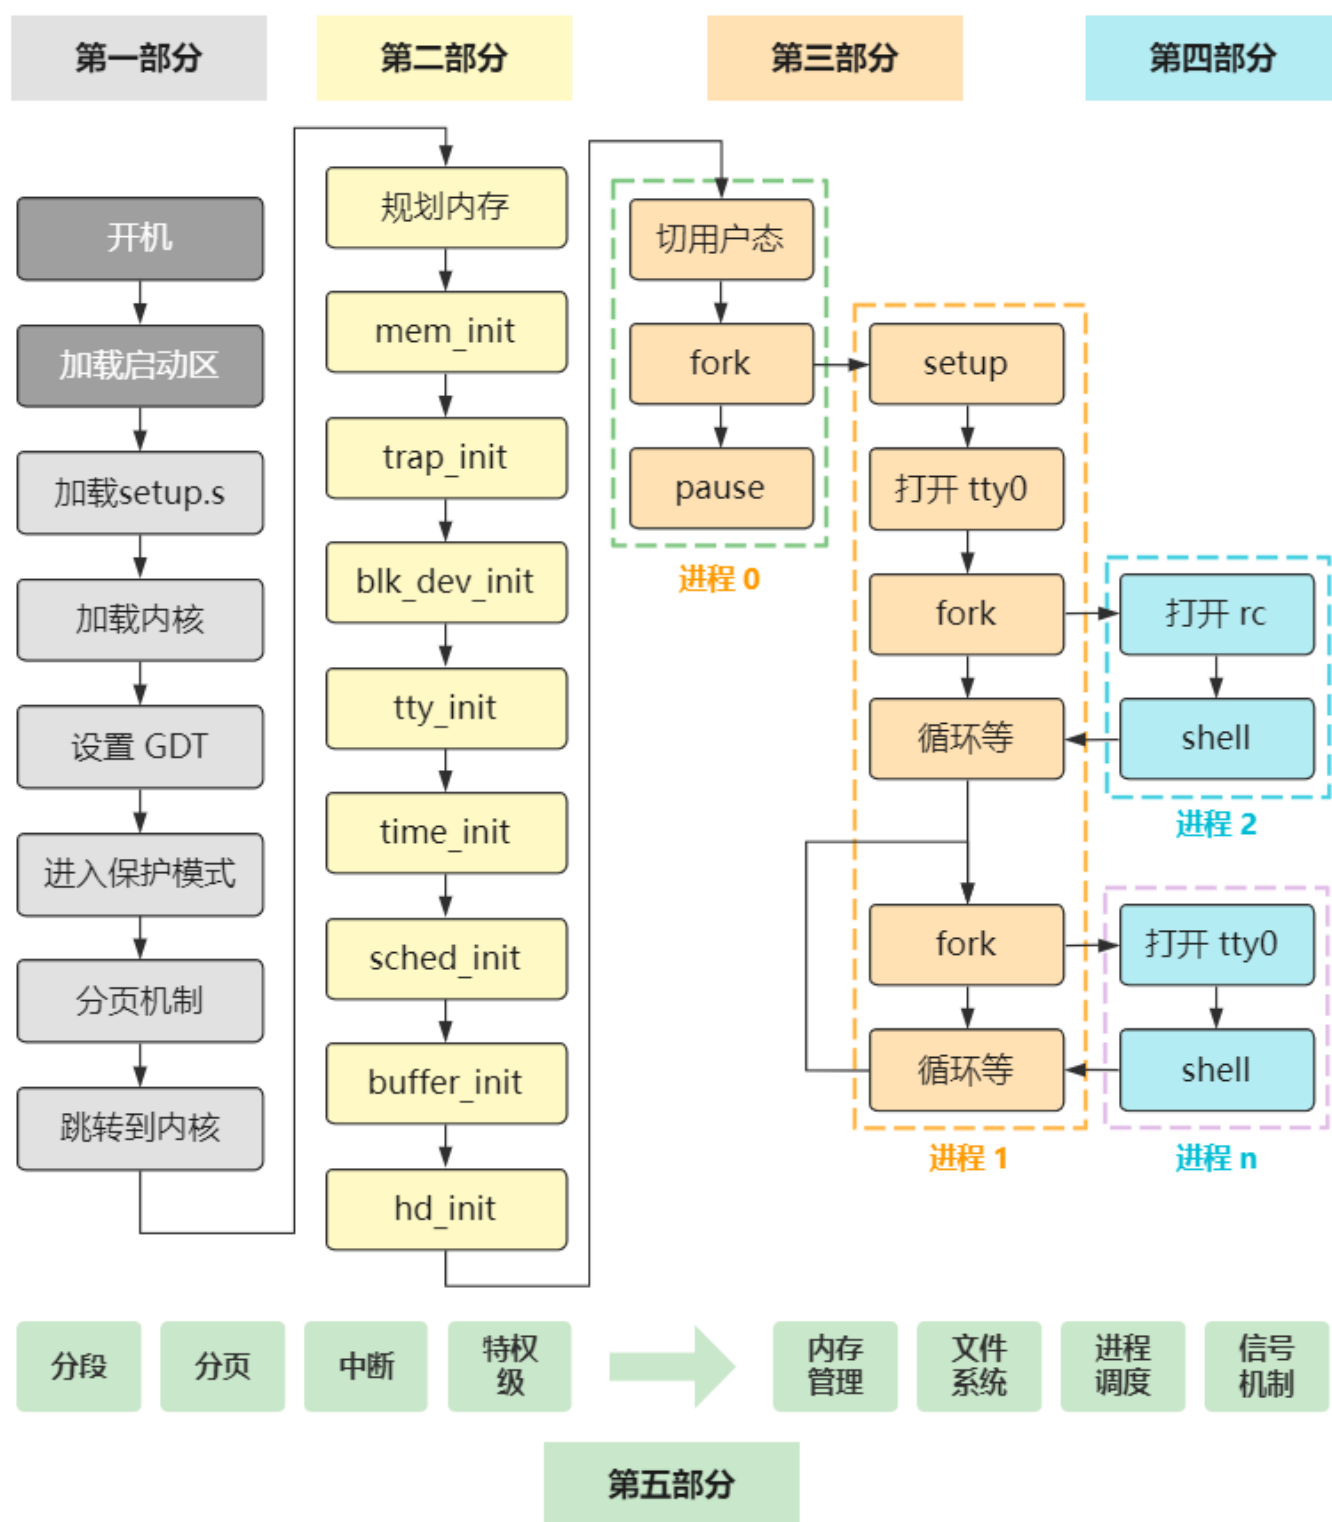 第一部分
第二部分
第三部分
第四部分
开机
加载启动区
加载setup.s
加载内核
设置 GDT
进入保护模式
分页机制
跳转到内核
规划内存
mem_init
trap_init
blk_dev_init
tty_init
time_init
sched_init
buffer_init
hd_init
切用户态
fork
pause
进程 0
setup
打开 tty0
fork
循环等
fork
循环等
进程 1
打开 rc
shell
进程 2
打开 tty0
shell
进程 n
分段
分页
中断
特权
级
内存
管理
文件
系统
进程
调度
信号
机制
第五部分